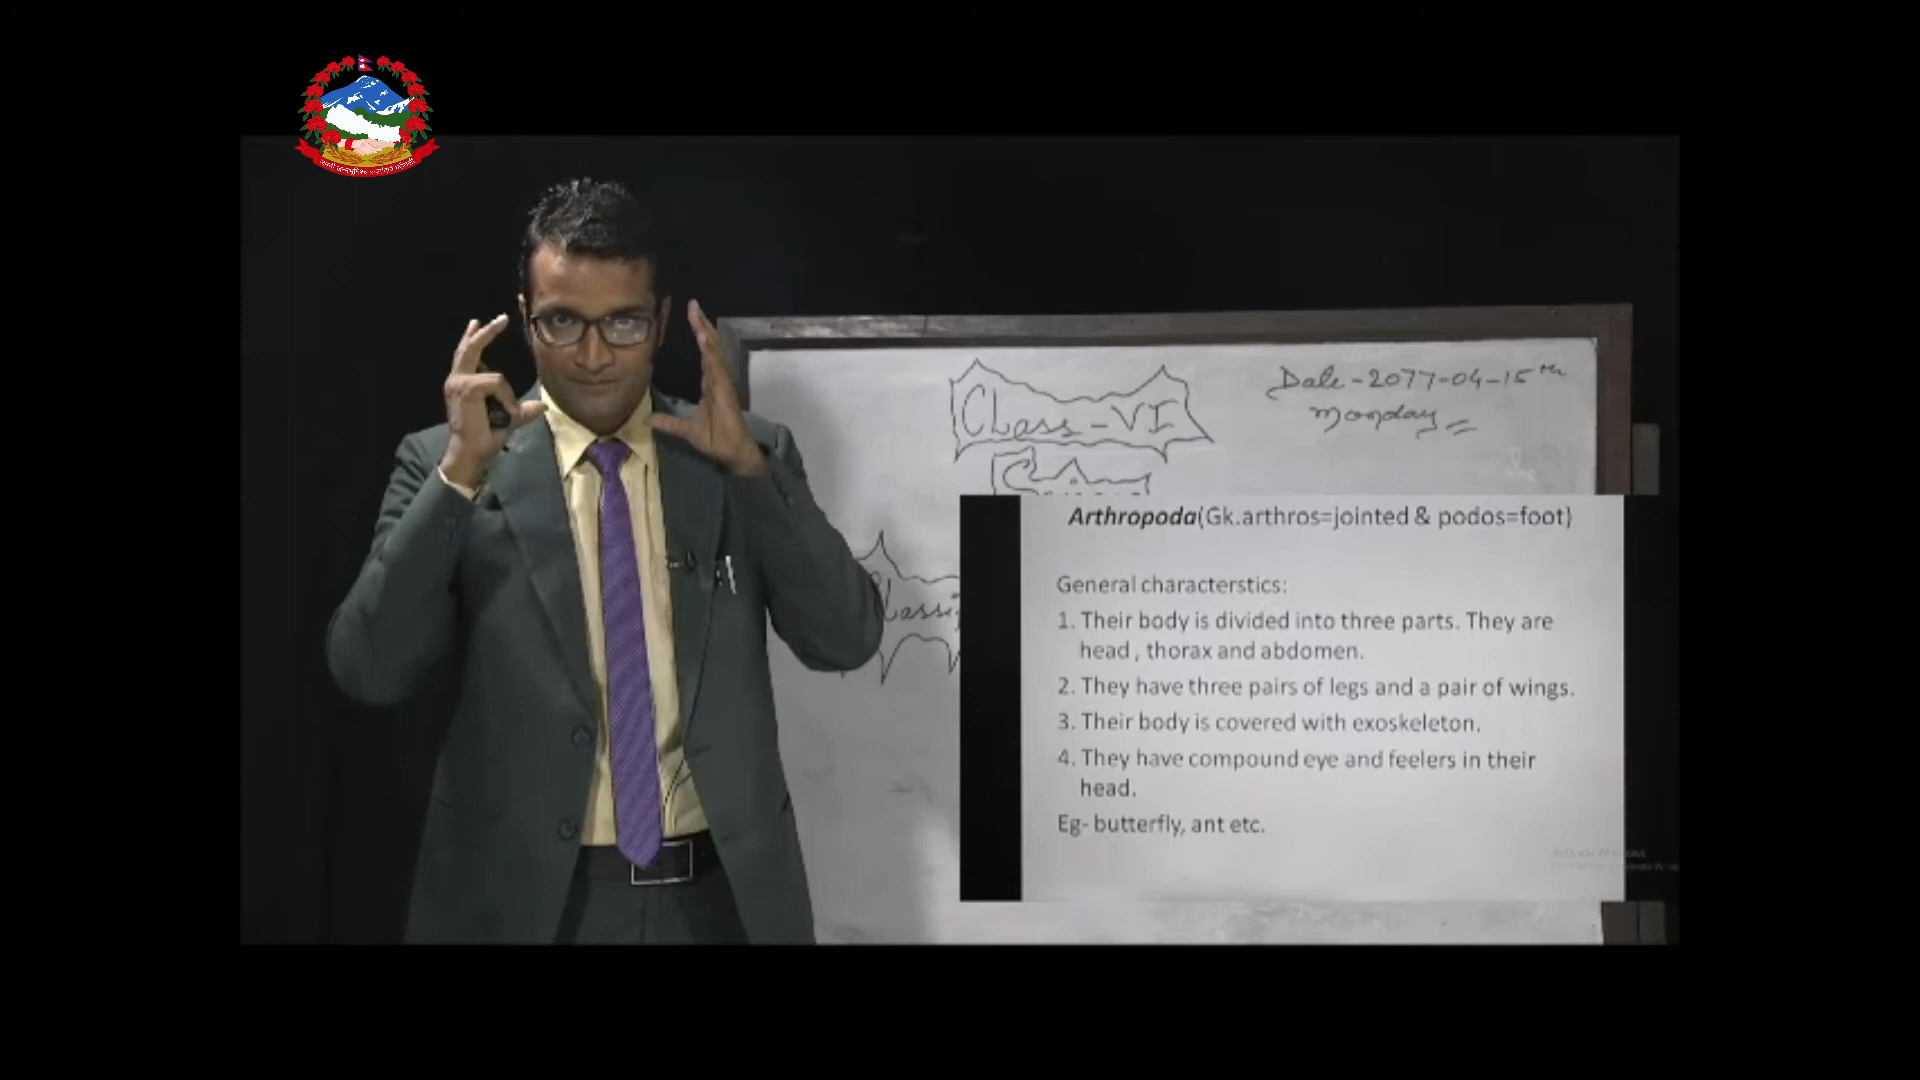 Class-VI
Date-2077-04-15th
Monday
Arthropoda(Gk.arthros=jointed & podos=foot)
General characterstics:
1. Their body is divided into three parts. They are
head , thorax and abdomen.
2. They have three pairs of legs and a pair of wings.
3. Their body is covered with exoskeleton.
4. They have compound eye and feelers in their
head.
Eg- butterfly, ant etc.